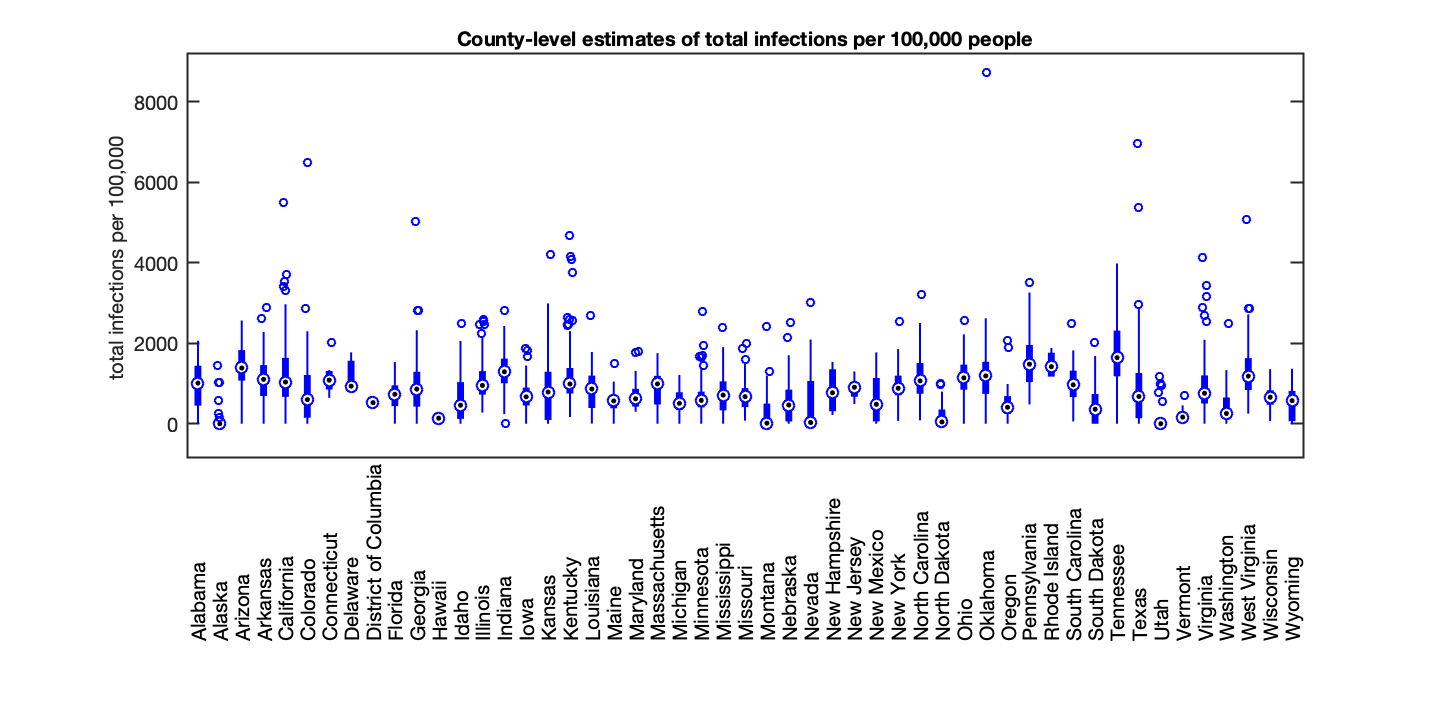 County-level estimates of total infections per 100,000 people
total infections per 100,000
8000
6000
4000
2000
0
Alabama
Alaska
Arizona
Arkansas
California
Colorado
Connecticut
Delaware
District of Columbia
Florida
Georgia
Hawaii
Idaho
Illinois
Indiana
Iowa
Kansas
Kentucky
Louisiana
Maine
Maryland
Massachusetts
Michigan
Minnesota
Mississippi
Missouri
Montana
Nebraska
Nevada
New Hampshire
New Jersey
New Mexico
New York
North Carolina
North Dakota
Ohio
Oklahoma
Oregon
Pennsylvania
Rhode Island
South Carolina
South Dakota
Tennessee
Texas
Utah
Vermont
Virginia
Washington
West Virginia
Wisconsin
Wyoming